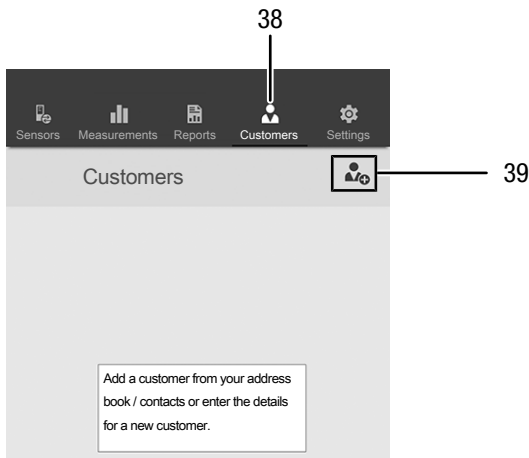 38
Sensors Measurements Reports Customers Settings
Customers
39
Add a customer from your address
book / contacts or enter the details
for a new customer.